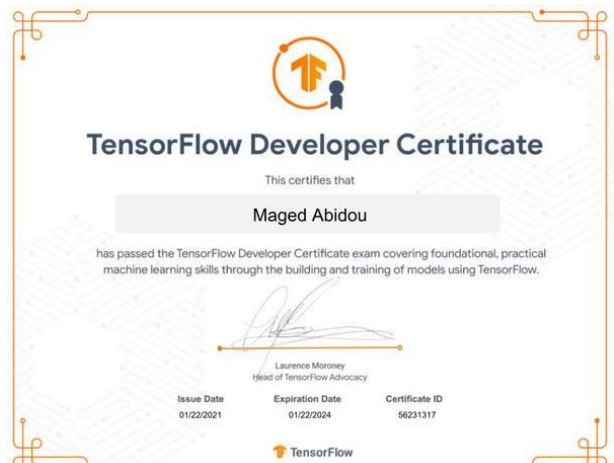 TensorFlow Developer Certificate
This certifies that
Maged Abidou
has passed the TensorFlow Developer Certificate exam covering foundational, practical
machine learning skills through the building and training of models using TensorFlow.
Laurence Moroney
Head of TensorFlow Advocacy
Issue Date Expiration Date Certificate ID
01/22/2021 01/22/2024 56231317
TensorFlow